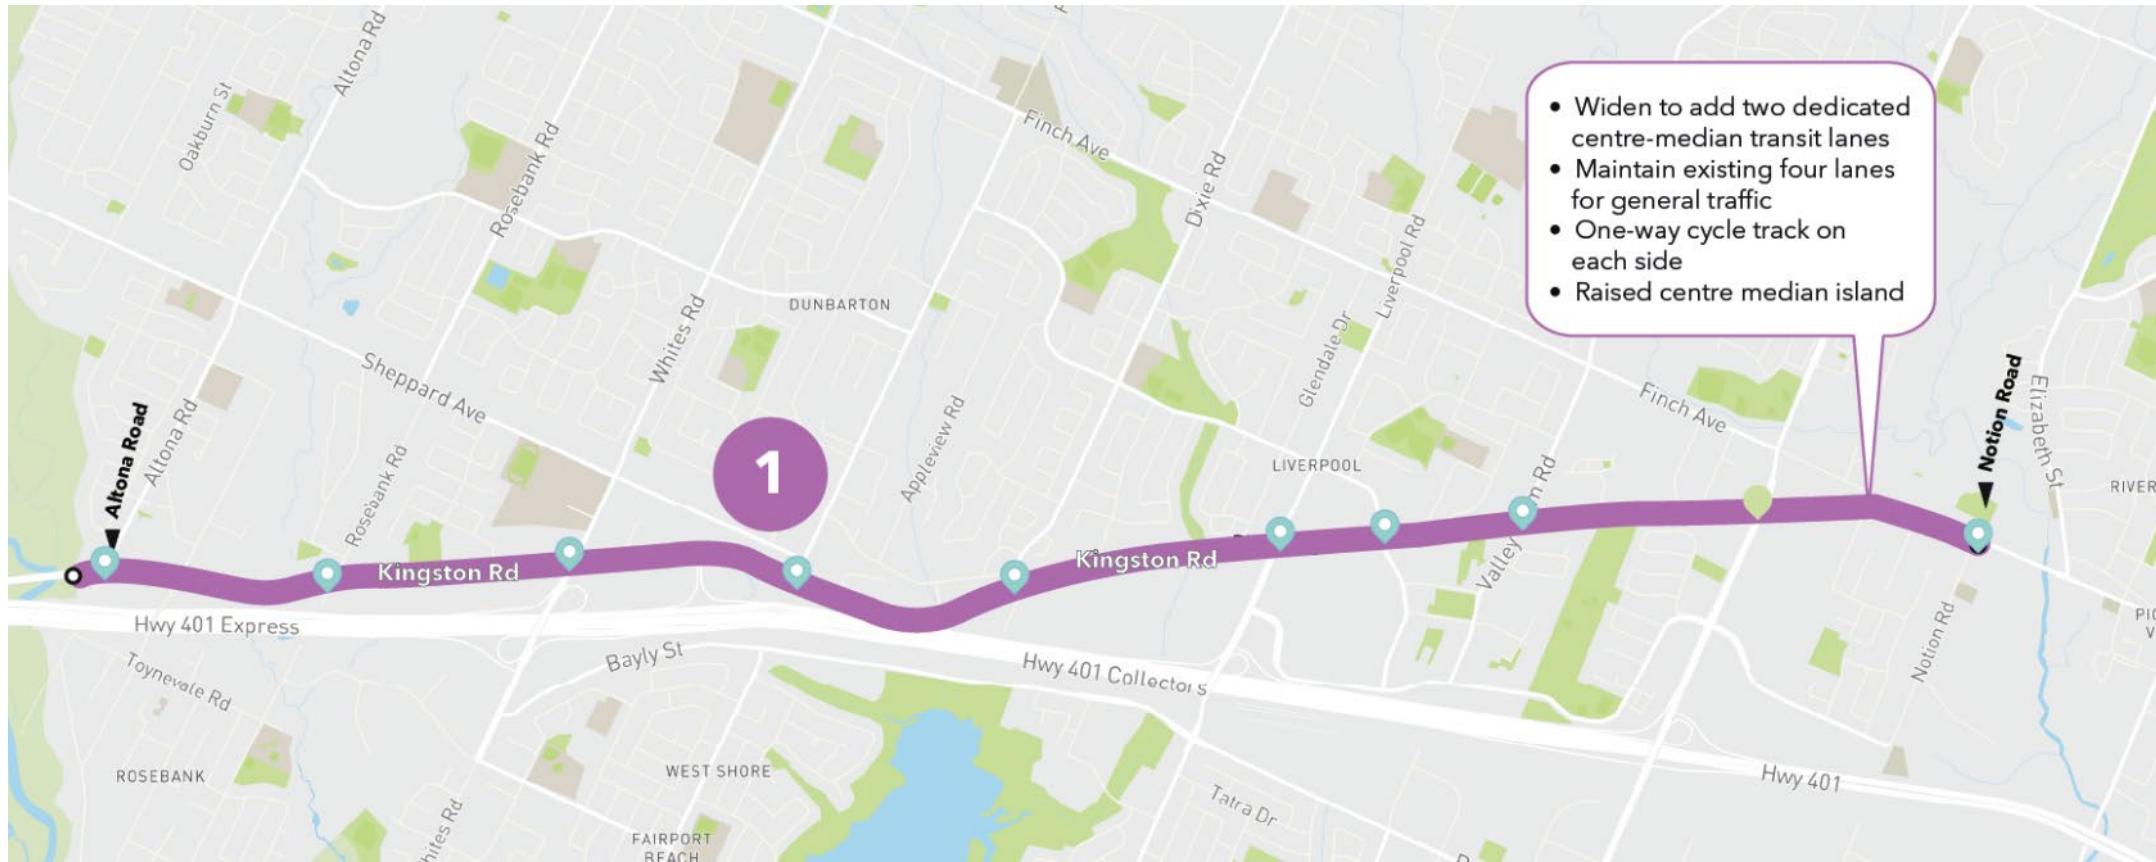 Altona Rd
Oakburn St
Rosebank Rd
Finch Ave
Dixie Rd
Liverpool Rd
Glendale Dr
DUNBARTON
Whites Rd
Sheppard Ave
Appleview Rd
LIVERPOOL
Finch Ave
Elizabeth St
RIVER
• Widen to add two dedicated
centre-median transit lanes
• Maintain existing four lanes
for general traffic
• One-way cycle track on
each side
• Raised centre median island
Altona Road
Altona Rd
Rosebank Rd
1
Notion Road
Kingston Rd
Kingston Rd
Valley
n Rd
Notion Rd
PIC
V
Hwy 401 Express
Bayly St
Hwy 401 Collectors
Toynevale Rd
ROSEBANK
WEST SHORE
Hwy 401
Tatra Dr
hites Rd
FAIRPORT
BEACH